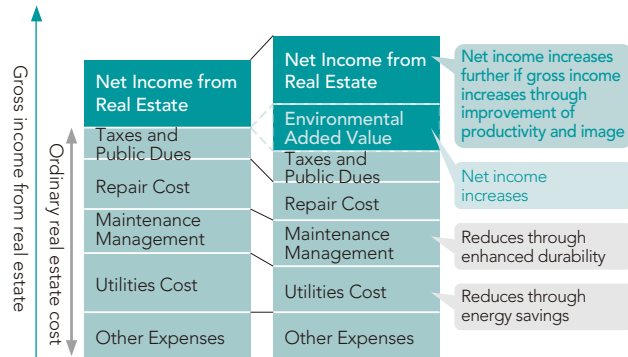 Gross income from real estate
Ordinary real estate cost
Net Income from
Real Estate
Taxes and
Public Dues
Repair Cost
Maintenance
Management
Utilities Cost
Other Expenses
Net Income from
Real Estate
Environmental
Added Value
Taxes and
Public Dues
Repair Cost
Maintenance
Management
Utilities Cost
Other Expenses
Net income increases
further if gross income
increases through
improvement of
productivity and image
Net income
increases
Reduces through
enhanced durability
Reduces through
energy savings